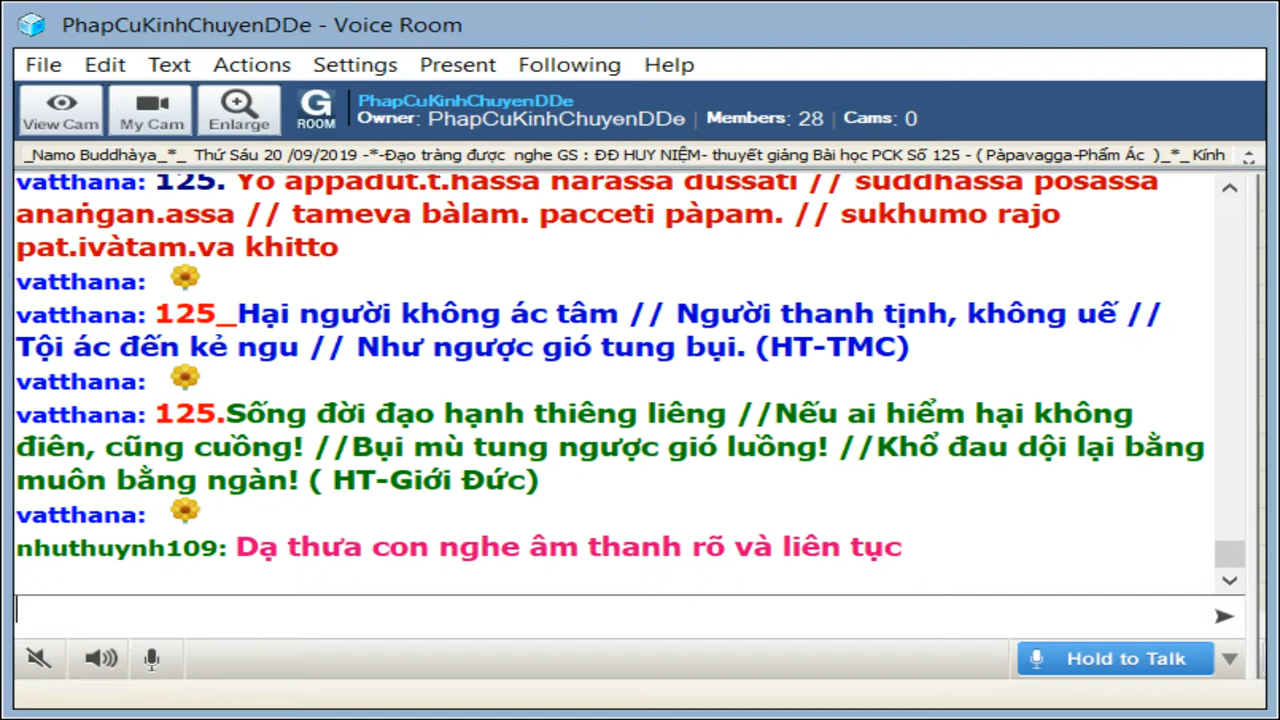 PhapCuKinhChuyenDDe - Voice Room
File Edit Text Actions Settings Present Following Help
View Cam My Cam Enlarge G ROOM
PhapCuKinhChuyenDDe
Owner: PhapCuKinhChuyenDDe | Members: 28 | Cams: 0
_Namo Buddhàya_*_ Thứ Sáu 20 /09/2019 -*-Đạo tràng được nghe GS : ĐĐ HUY NIỆM- thuyết giảng Bài học PCK Số 125 - ( Pàpavagga-Phẩm Ác )_*_ Kính
vatthana: 125. Yo appadut.t.hassa narassa dussati // suddhassa posassa
anaṅgan.assa // tameva bàlam. pacceti pàpam. // sukhumo rajo
pat.ivàtam.va khitto
vatthana:
vatthana: 125_Hại người không ác tâm // Người thanh tịnh, không uế //
Tội ác đến kẻ ngu // Như ngược gió tung bụi. (HT-TMC)
vatthana:
vatthana: 125.Sống đời đạo hạnh thiêng liêng //Nếu ai hiểm hại không
điên, cũng cuồng! //Bụi mù tung ngược gió luồng! //Khổ đau dội lại bằng
muôn bằng ngàn! ( HT-Giới Đức)
vatthana:
nhuthuynh109: Dạ thưa con nghe âm thanh rõ và liên tục
Hold to Talk